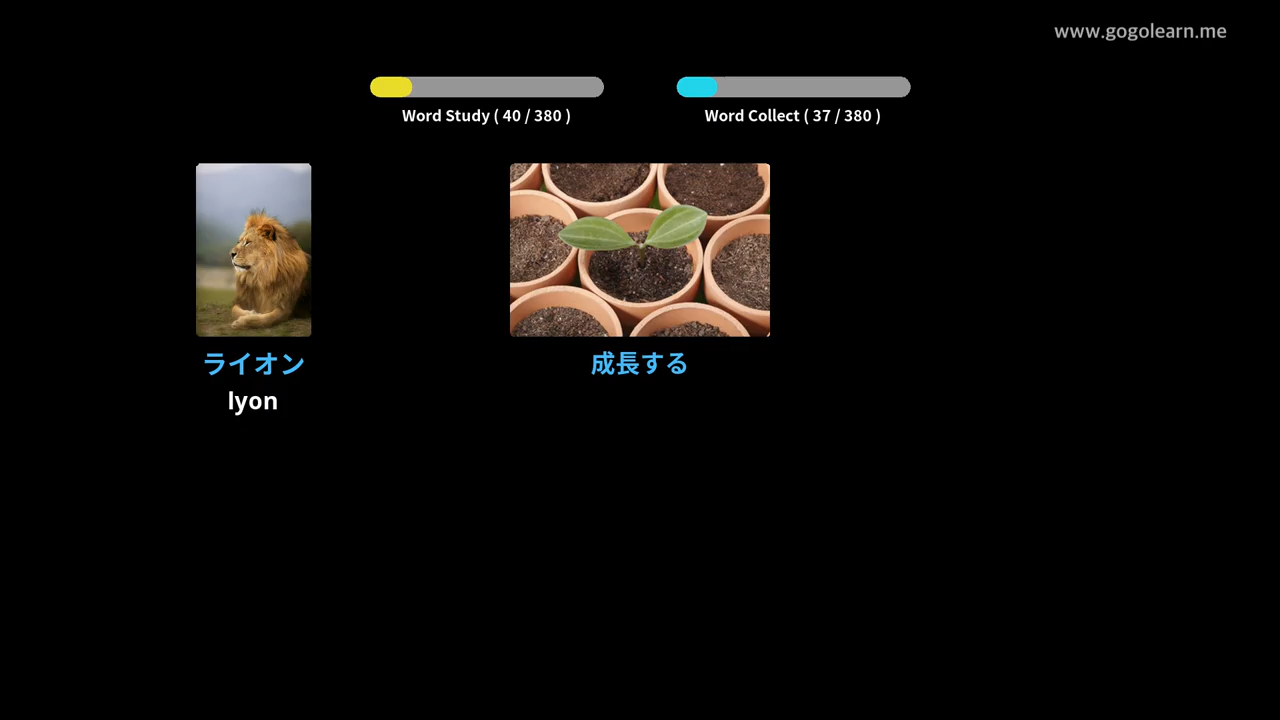 www.gogolearn.me
Word Study ( 40 / 380 )
Word Collect ( 37 / 380 )
ライオン
lyon
成長する